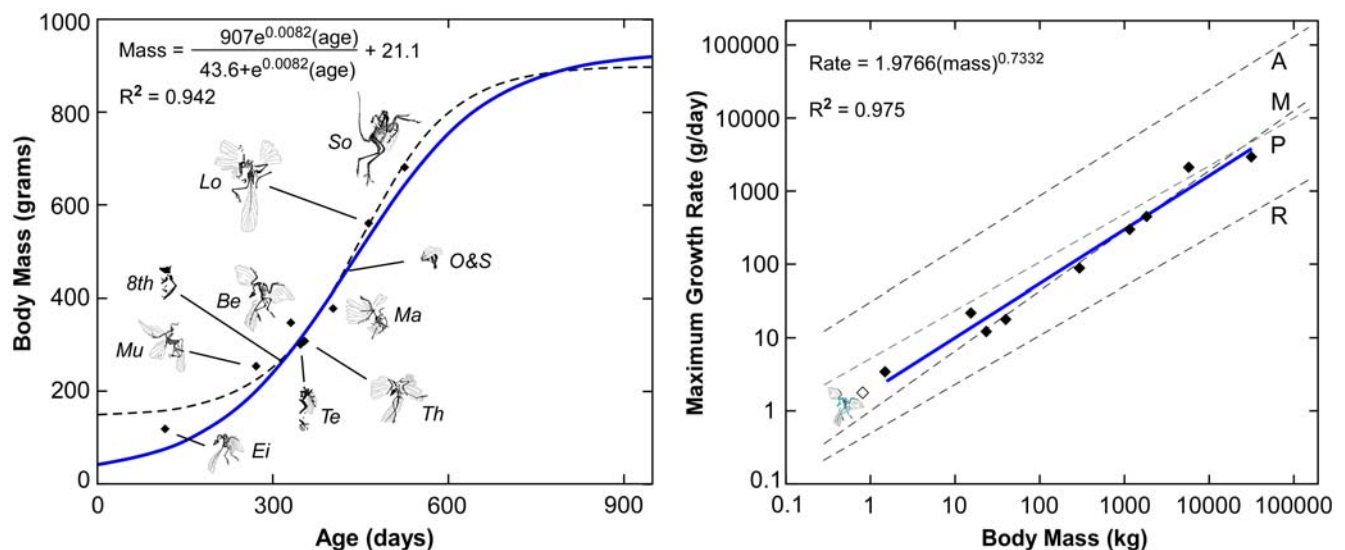 1000
800
600
400
200
0
Body Mass (grams)
Mass = 907e^0.0082(age) / 43.6+e^0.0082(age) + 21.1
R² = 0.942
So
Lo
O&S
8th
Be
Ma
Mu
Te
Th
Ei
0 300 600 900
Age (days)
100000
10000
1000
100
10
1
0.1
Maximum Growth Rate (g/day)
Rate = 1.9766(mass)^0.7332
R² = 0.975
A
M
P
R
0.1 1 10 100 1000 10000 100000
Body Mass (kg)